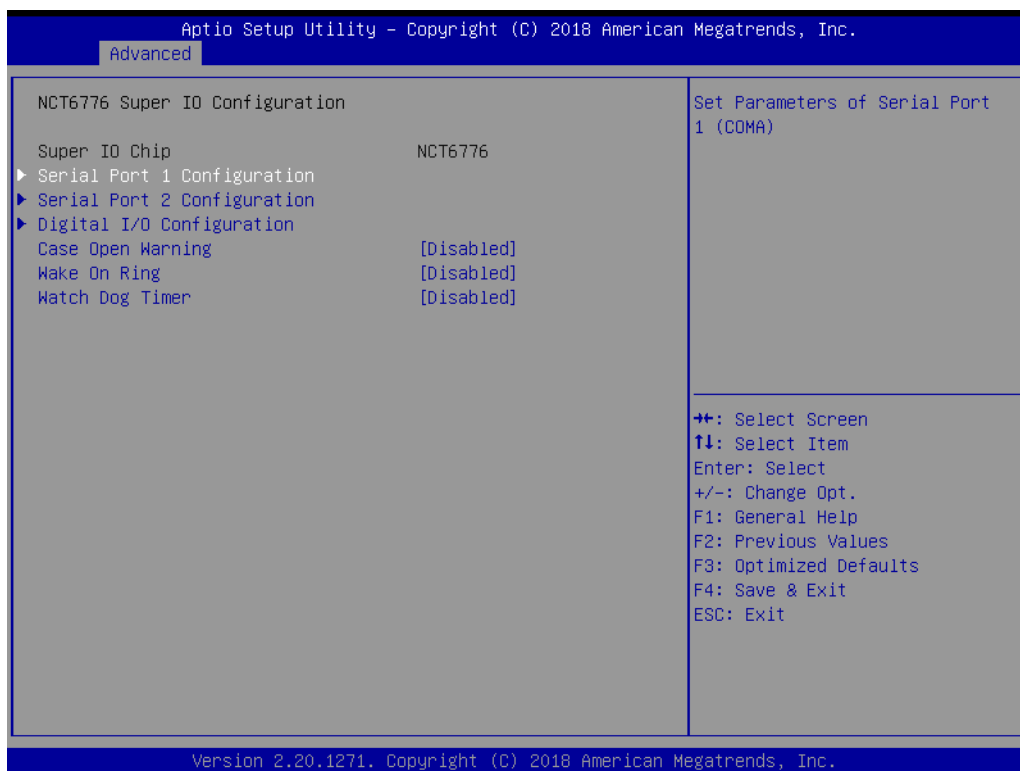 Aptio Setup Utility – Copyright (C) 2018 American Megatrends, Inc.
Advanced
NCT6776 Super IO Configuration
Super IO Chip NCT6776
Serial Port 1 Configuration
Serial Port 2 Configuration
Digital I/O Configuration
Case Open Warning [Disabled]
Wake On Ring [Disabled]
Watch Dog Timer [Disabled]
Set Parameters of Serial Port
1 (COMA)
→←: Select Screen
↑↓: Select Item
Enter: Select
+/-: Change Opt.
F1: General Help
F2: Previous Values
F3: Optimized Defaults
F4: Save & Exit
ESC: Exit
Version 2.20.1271. Copyright (C) 2018 American Megatrends, Inc.